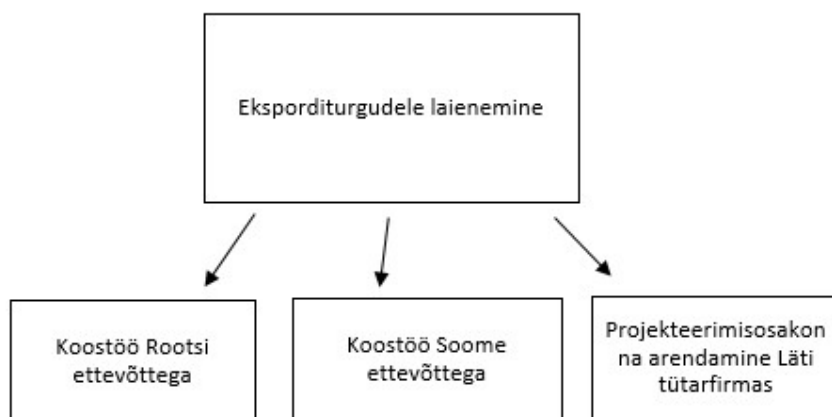 Eksporditurgudele laienemine
Koostöö Rootsi
ettevõttega
Koostöö Soome
ettevõttega
Projekteerimisosakon
na arendamine Läti
tütarfirmas